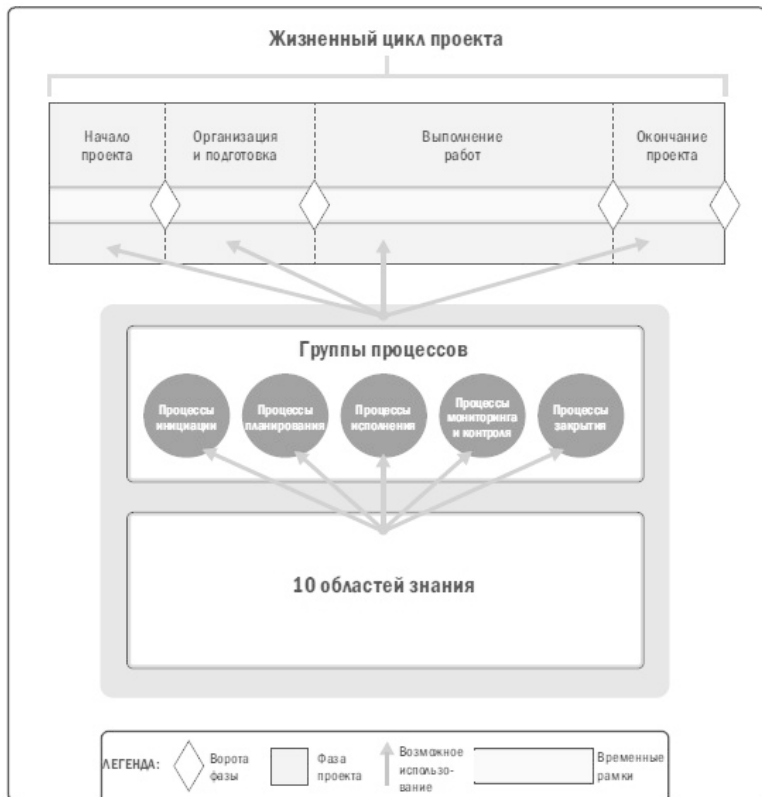 Жизненный цикл проекта
Начало
проекта
Организация
и подготовка
Выполнение
работ
Окончание
проекта
Группы процессов
Процессы
инициации
Процессы
планирования
Процессы
исполнения
Процессы
мониторинга
и контроля
Процессы
закрытия
10 областей знания
ЛЕГЕНДА:
Ворота
фазы
Фаза
проекта
Возможное
использо-
вание
Временные
рамки